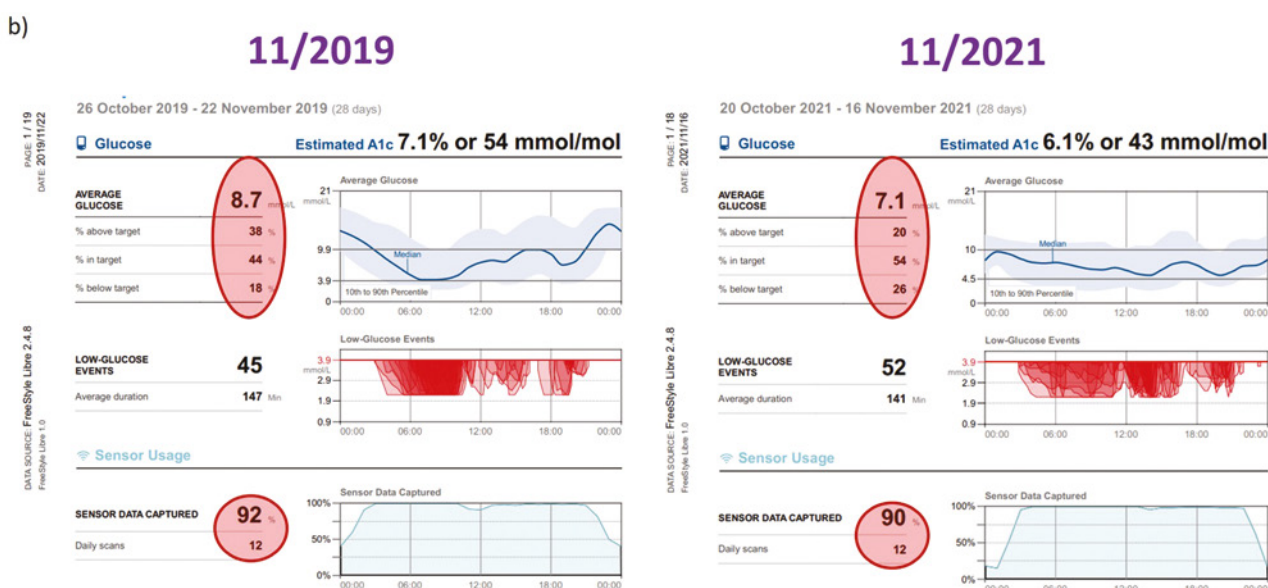 b)
11/2019
26 October 2019 - 22 November 2019 (28 days)
PAGE: 1 / 19
DATE: 2019/11/22
Glucose
Estimated A1c 7.1% or 54 mmol/mol
AVERAGE
GLUCOSE
8.7 mmol/L
% above target 38 %
% in target 44 %
% below target 18 %
Average Glucose
21
mmol/L
9.9
3.9
0
Median
10th to 90th Percentile
00:00 06:00 12:00 18:00 00:00
LOW-GLUCOSE
EVENTS
45
Average duration 147 Min
Low-Glucose Events
3.9
mmol/L
2.9
1.9
0.9
00:00 06:00 12:00 18:00 00:00
DATA SOURCE: FreeStyle Libre 2.4.8
FreeStyle Libre 1.0
Sensor Usage
SENSOR DATA CAPTURED 92 %
Daily scans 12
Sensor Data Captured
100%
50%
0%
00:00 06:00 12:00 18:00 00:00
11/2021
20 October 2021 - 16 November 2021 (28 days)
PAGE: 1 / 18
DATE: 2021/11/16
Glucose
Estimated A1c 6.1% or 43 mmol/mol
AVERAGE
GLUCOSE
7.1 mmol/L
% above target 20 %
% in target 54 %
% below target 26 %
Average Glucose
21
mmol/L
10
4.5
0
Median
10th to 90th Percentile
00:00 06:00 12:00 18:00 00:00
LOW-GLUCOSE
EVENTS
52
Average duration 141 Min
Low-Glucose Events
3.9
mmol/L
2.9
1.9
0.9
00:00 06:00 12:00 18:00 00:00
DATA SOURCE: FreeStyle Libre 2.4.8
FreeStyle Libre 1.0
Sensor Usage
SENSOR DATA CAPTURED 90 %
Daily scans 12
Sensor Data Captured
100%
50%
0%
00:00 06:00 12:00 18:00 00:00